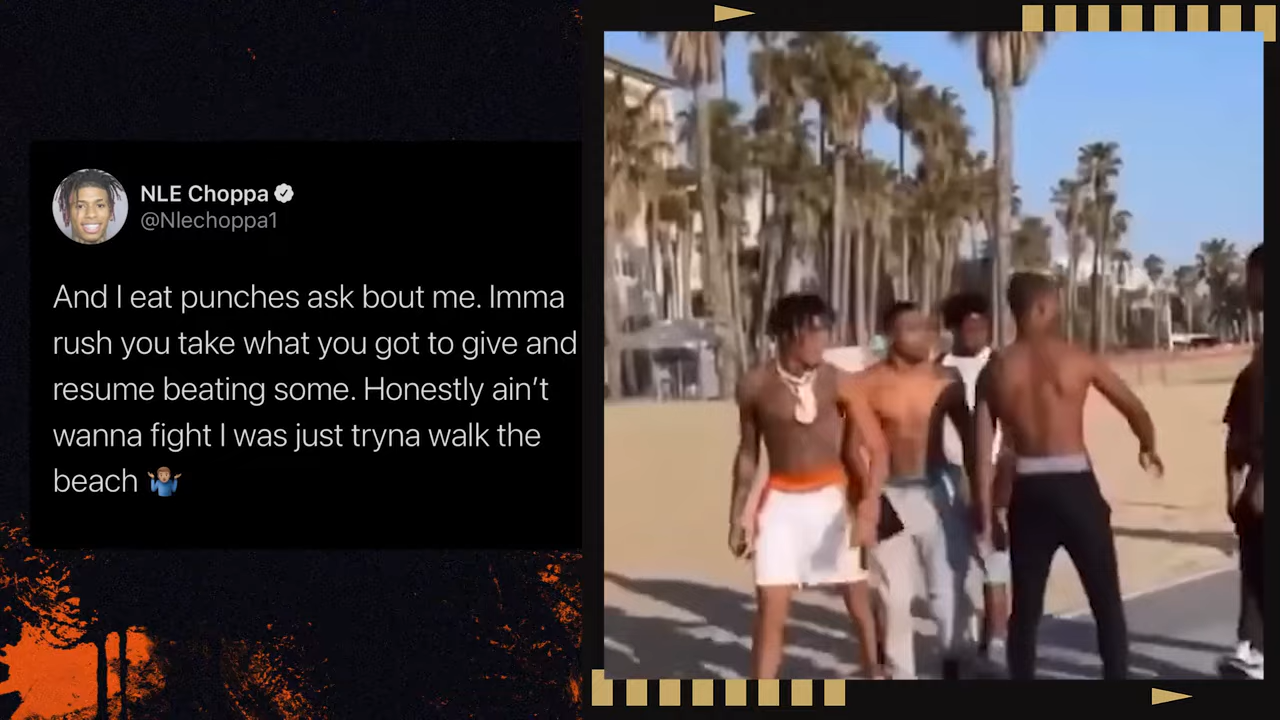 NLE Choppa
@Nlechoppa1
And I eat punches ask bout me. Imma
rush you take what you got to give and
resume beating some. Honestly ain’t
wanna fight I was just tryna walk the
beach 🤷🏽‍♂️